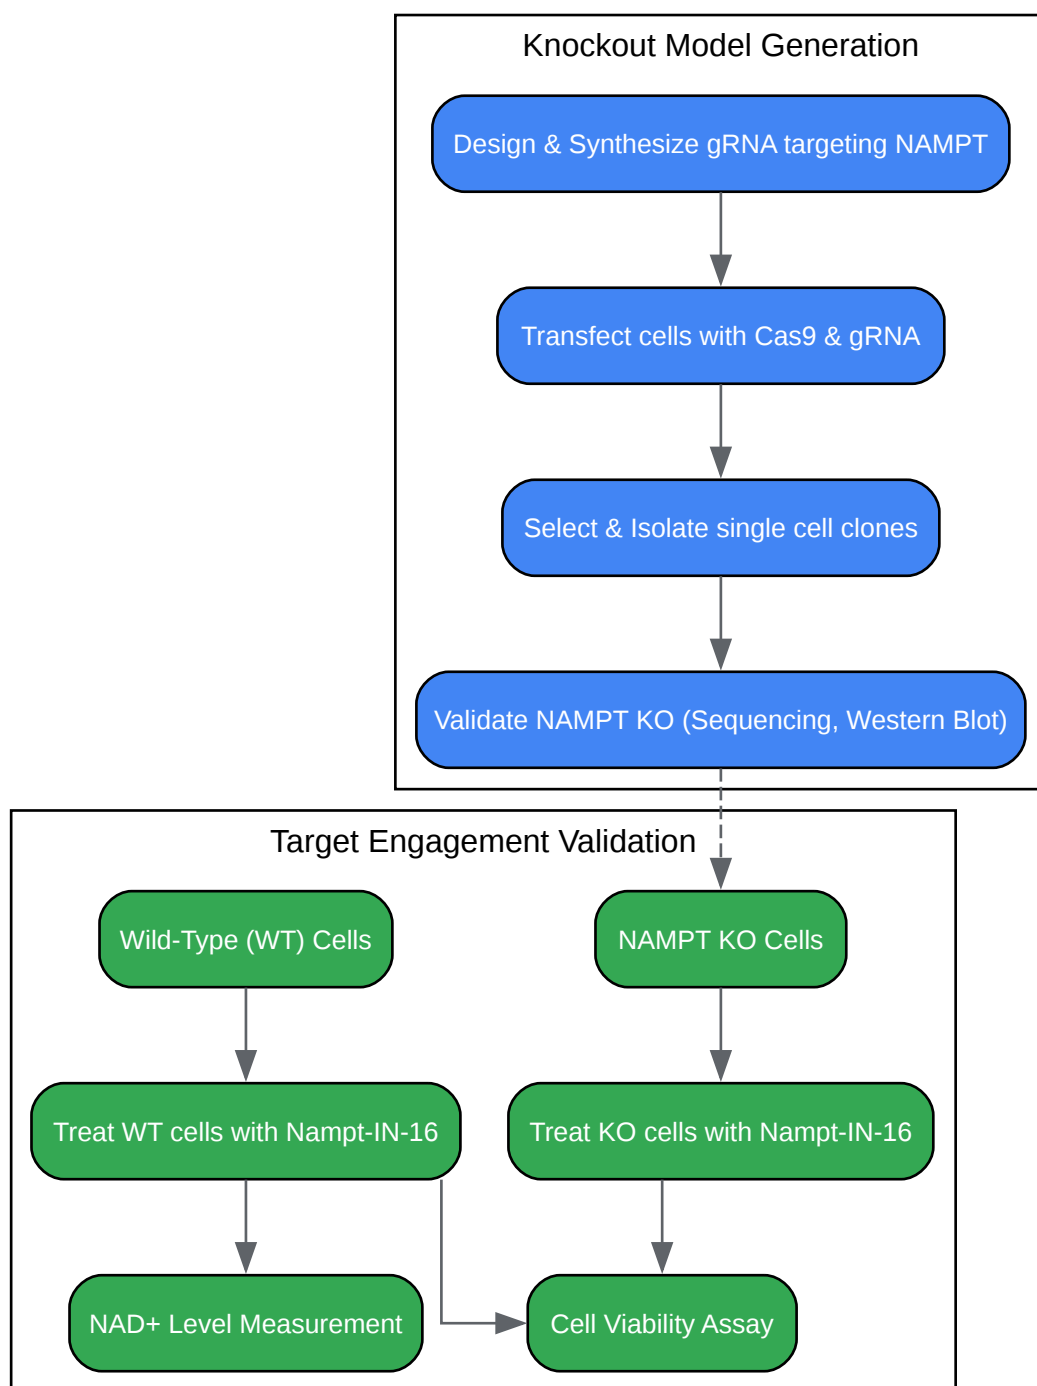 Knockout Model Generation
Design & Synthesize gRNA targeting NAMPT
Transfect cells with Cas9 & gRNA
Select & Isolate single cell clones
Validate NAMPT KO (Sequencing, Western Blot)
Target Engagement Validation
Wild-Type (WT) Cells
NAMPT KO Cells
Treat WT cells with Nampt-IN-16
Treat KO cells with Nampt-IN-16
NAD+ Level Measurement
Cell Viability Assay